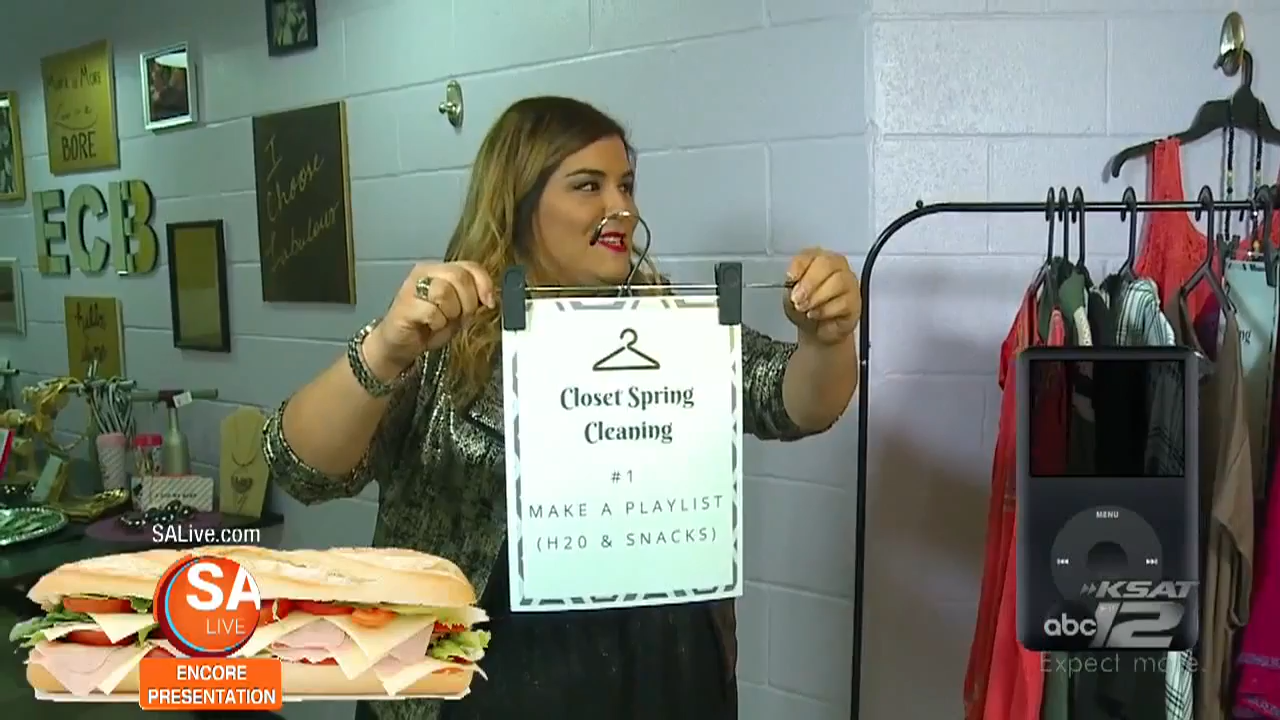 BORE
ECB
I
Choose
fabulous
hello
Closet Spring
Cleaning
#1
MAKE A PLAYLIST
(H20 & SNACKS)
SALive.com
SA
LIVE
ENCORE
PRESENTATION
MENU
KSAT
abc 12
Expect more.